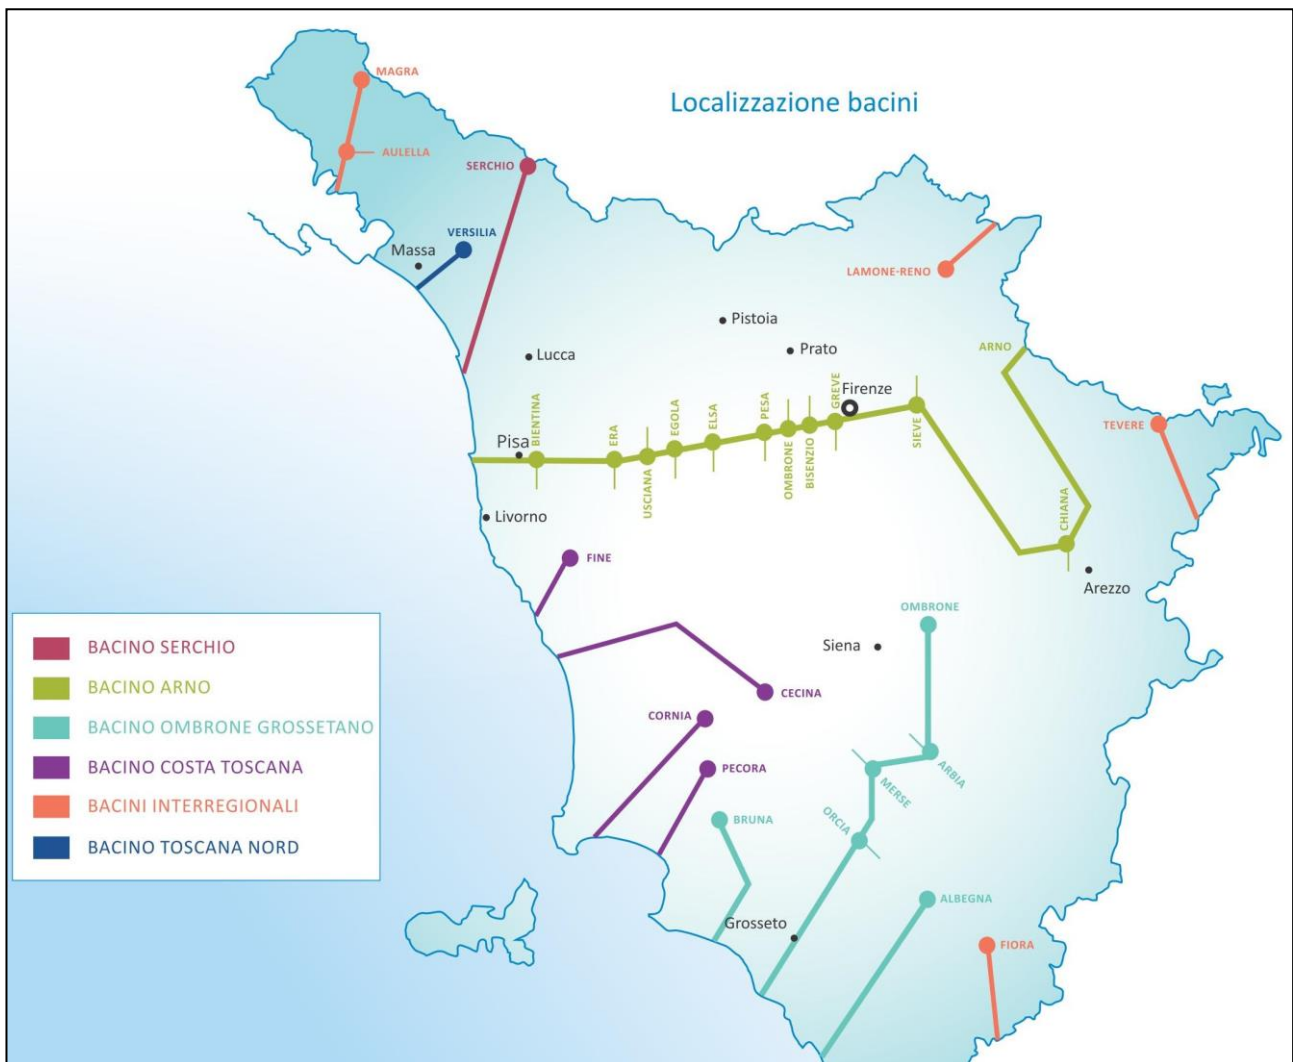 Localizzazione bacini
MAGRA
AULELLA
SERCHIO
VERSILIA
Massa
LAMONE-RENO
Pistoia
Prato
Lucca
ARNO
Firenze
TEVERE
Pisa
BIENTINA
ERA
USCIANA
EGOLA
ELSA
PESA
OMBRONE
BISENZIO
GREVE
SIEVE
CHIANA
Livorno
Arezzo
FINE
OMBRONE
Siena
CECINA
CORNIA
PECORA
ARBIA
MERSE
ORCIA
BRUNA
ALBEGNA
Grosseto
FIORA
BACINO SERCHIO
BACINO ARNO
BACINO OMBRONE GROSSETANO
BACINO COSTA TOSCANA
BACINI INTERREGIONALI
BACINO TOSCANA NORD